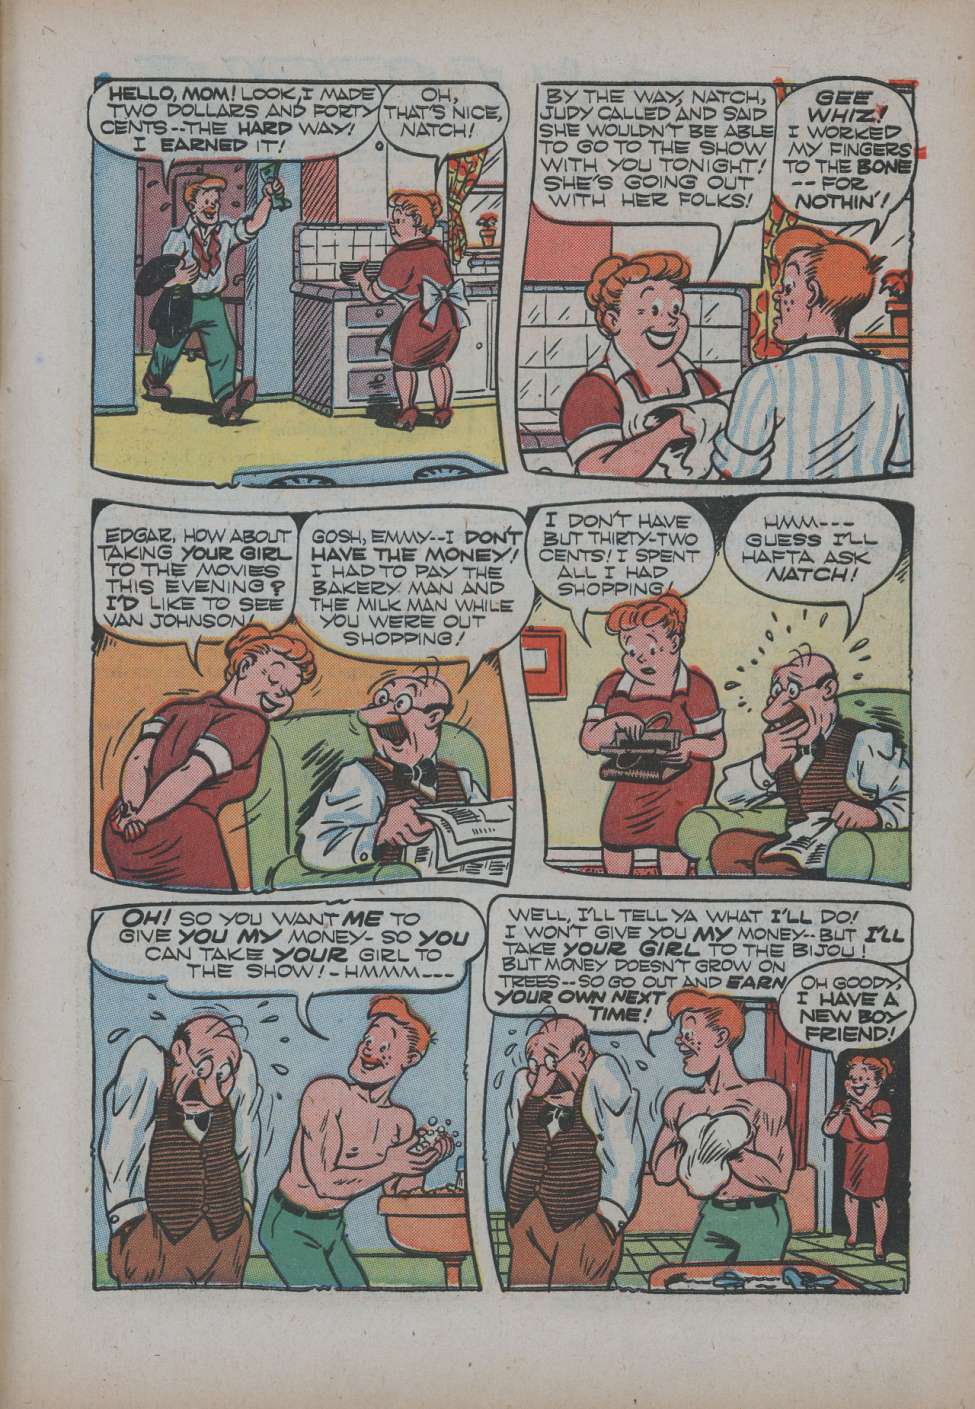 HELLO, MOM! LOOK, I MADE
TWO DOLLARS AND FORTY
CENTS--THE HARD WAY!
I EARNED IT!
OH,
THAT'S NICE,
NATCH!
BY THE WAY, NATCH,
JUDY CALLED AND SAID
SHE WOULDN'T BE ABLE
TO GO TO THE SHOW
WITH YOU TONIGHT!
SHE'S GOING OUT
WITH HER FOLKS!
GEE
WHIZ!
I WORKED
MY FINGERS
TO THE BONE
--FOR
NOTHIN'!
EDGAR, HOW ABOUT
TAKING YOUR GIRL
TO THE MOVIES
THIS EVENING?
I'D LIKE TO SEE
VAN JOHNSON!
GOSH, EMMY--I DON'T
HAVE THE MONEY!
I HAD TO PAY THE
BAKERY MAN AND
THE MILK MAN WHILE
YOU WERE OUT
SHOPPING!
I DON'T HAVE
BUT THIRTY-TWO
CENTS! I SPENT
ALL I HAD
SHOPPING
HMM---
GUESS I'LL
HAFTA ASK
NATCH!
OH! SO YOU WANT ME TO
GIVE YOU MY MONEY-SO YOU
CAN TAKE YOUR GIRL TO
THE SHOW!-HMMM---
WELL, I'LL TELL YA WHAT I'LL DO!
I WON'T GIVE YOU MY MONEY--BUT I'LL
TAKE YOUR GIRL TO THE BIJOU!
BUT MONEY DOESN'T GROW ON
TREES--SO GO OUT AND EARN
YOUR OWN NEXT
TIME!
OH GOODY,
I HAVE A
NEW BOY
FRIEND!